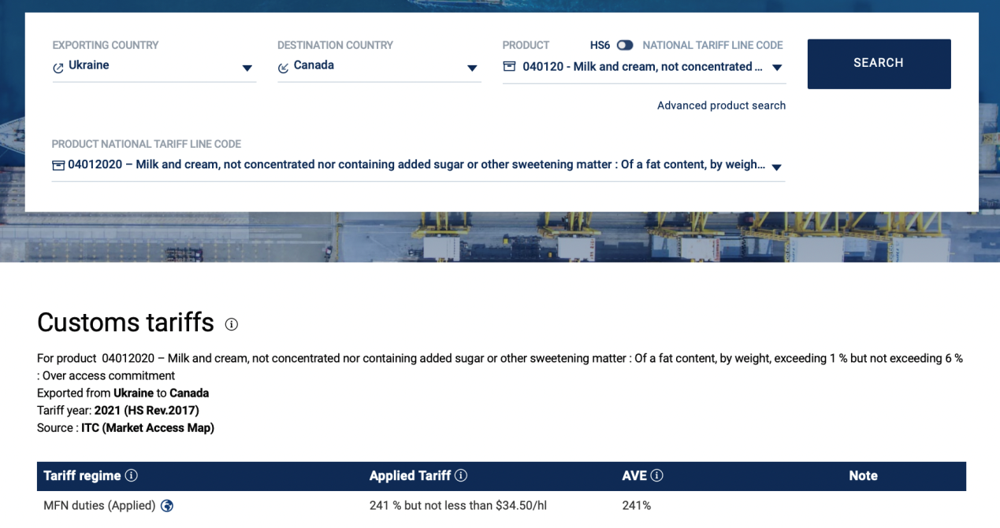 EXPORTING COUNTRY
DESTINATION COUNTRY
PRODUCT HS6 NATIONAL TARIFF LINE CODE
Ukraine
Canada
040120 - Milk and cream, not concentrated ...
SEARCH
Advanced product search
PRODUCT NATIONAL TARIFF LINE CODE
04012020 – Milk and cream, not concentrated nor containing added sugar or other sweetening matter : Of a fat content, by weigh...
Customs tariffs
For product 04012020 – Milk and cream, not concentrated nor containing added sugar or other sweetening matter : Of a fat content, by weight, exceeding 1 % but not exceeding 6 %
: Over access commitment
Exported from Ukraine to Canada
Tariff year: 2021 (HS Rev.2017)
Source : ITC (Market Access Map)
Tariff regime Applied Tariff AVE Note
MFN duties (Applied) 241 % but not less than $34.50/hl 241%